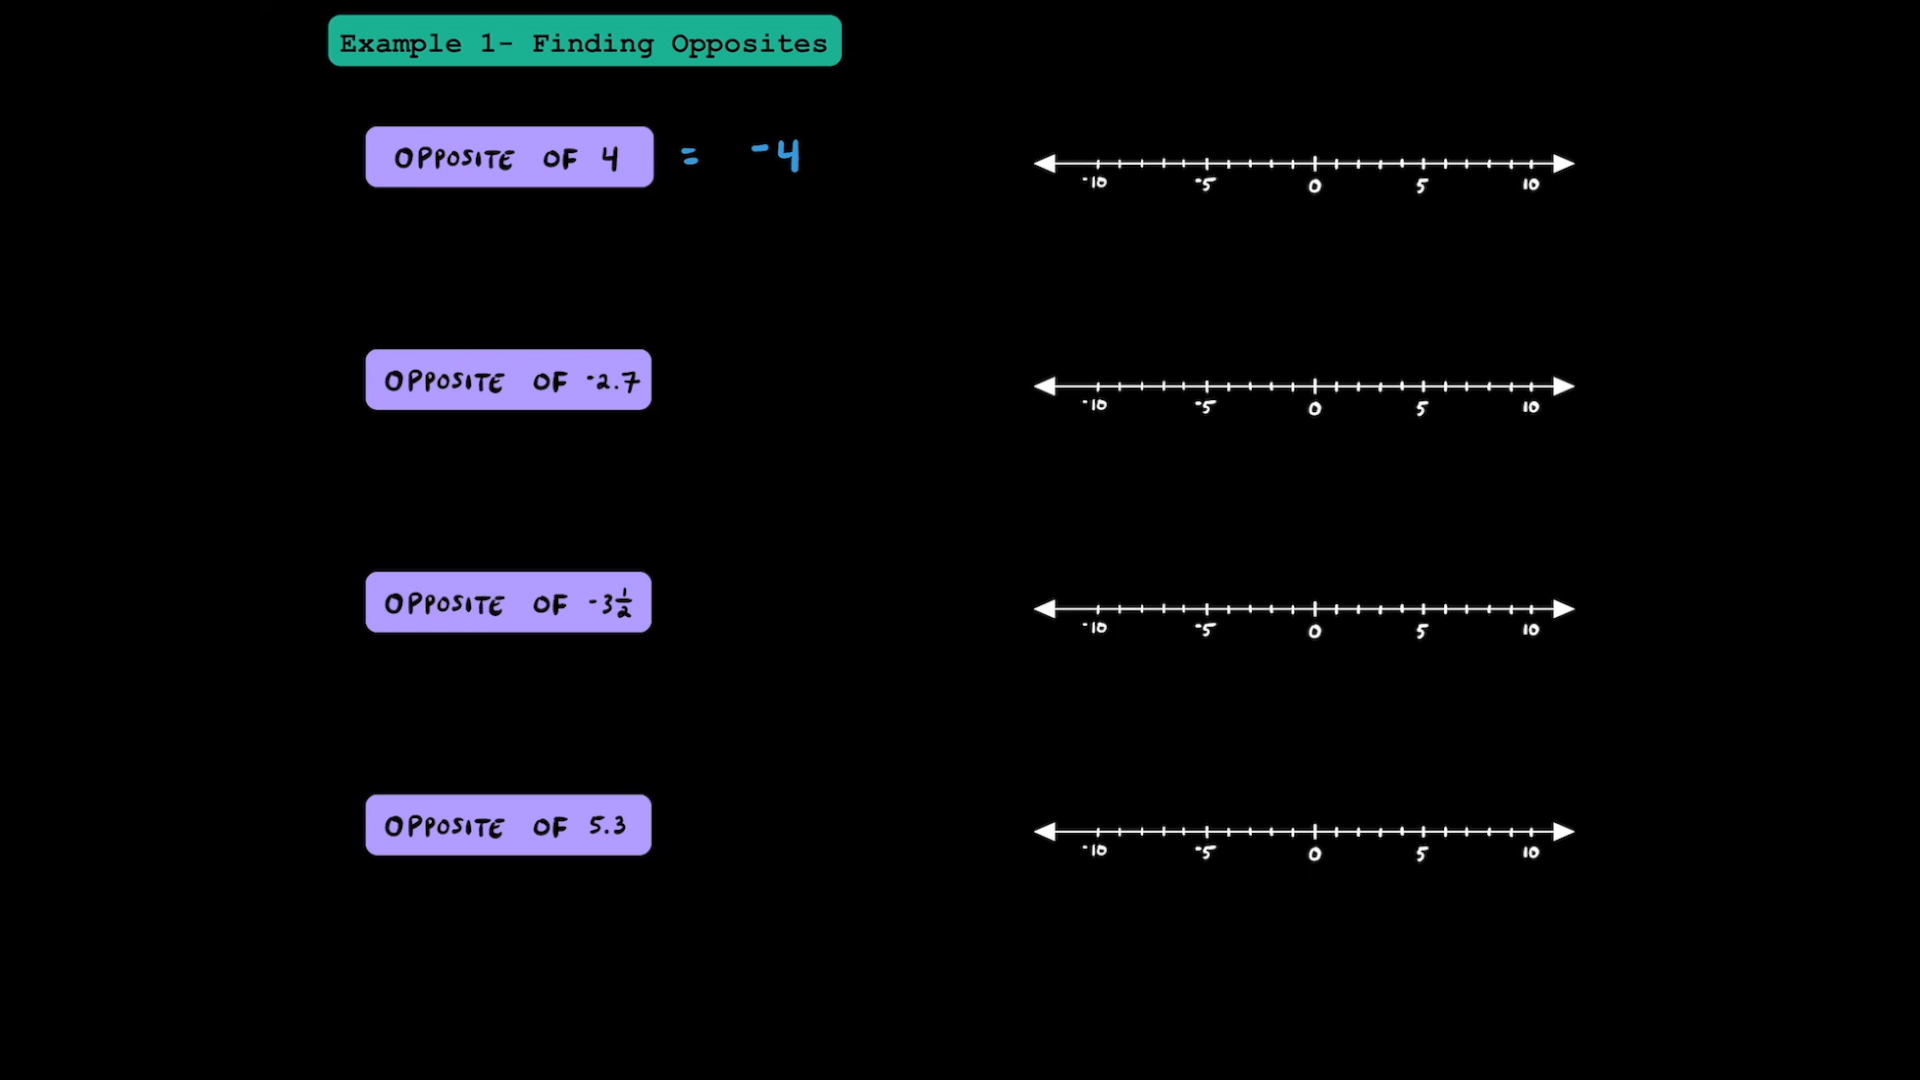 Example 1- Finding Opposites
OPPOSITE OF 4 = -4
-10 -5 0 5 10
OPPOSITE OF -2.7
-10 -5 0 5 10
OPPOSITE OF -3 1/2
-10 -5 0 5 10
OPPOSITE OF 5.3
-10 -5 0 5 10